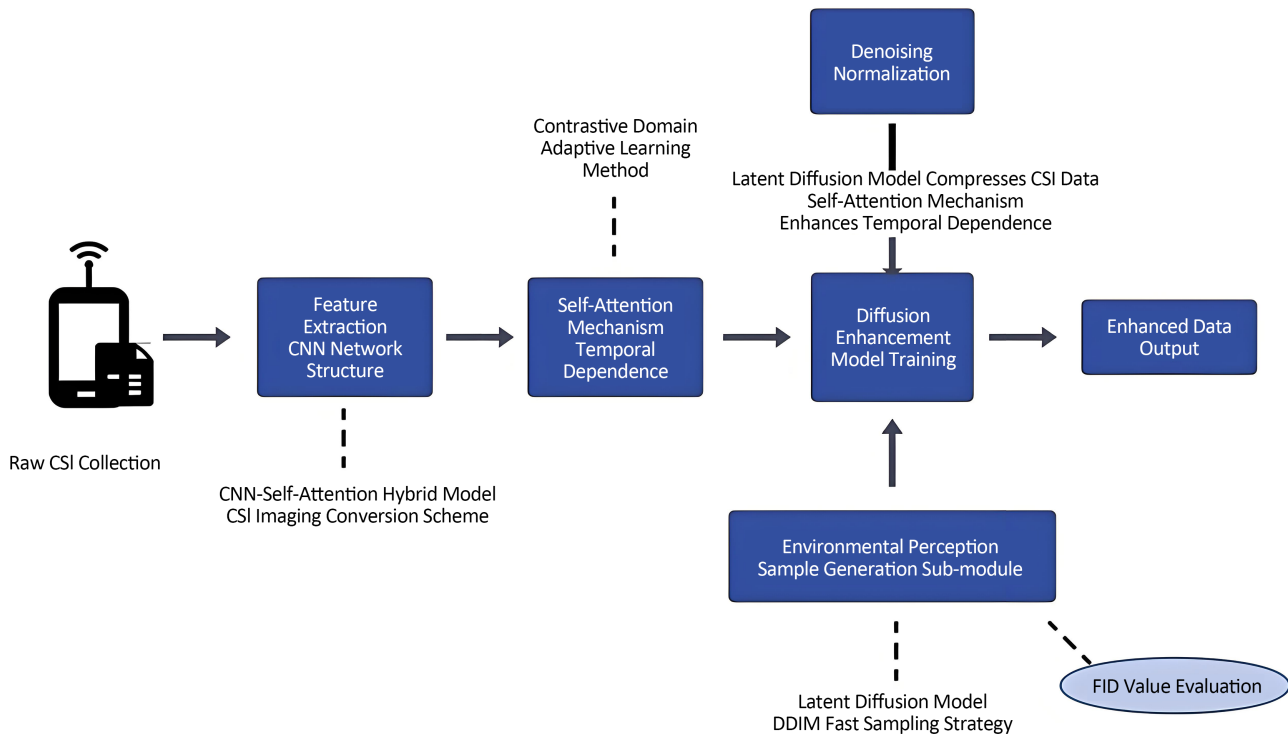 Denoising
Normalization
Contrastive Domain
Adaptive Learning
Method
Latent Diffusion Model Compresses CSI Data
Self-Attention Mechanism
Enhances Temporal Dependence
Raw CSl Collection
Feature
Extraction
CNN Network
Structure
Self-Attention
Mechanism
Temporal
Dependence
Diffusion
Enhancement
Model Training
Enhanced Data
Output
CNN-Self-Attention Hybrid Model
CSl Imaging Conversion Scheme
Environmental Perception
Sample Generation Sub-module
Latent Diffusion Model
DDIM Fast Sampling Strategy
FID Value Evaluation